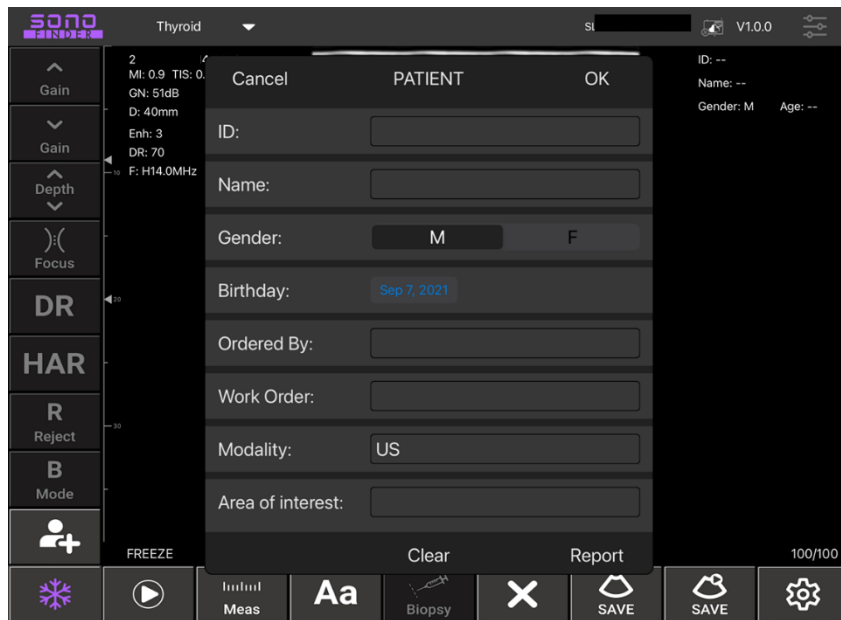 SONO
FINDER
Thyroid
V1.0.0
Gain
Gain
Depth
Focus
DR
HAR
R
Reject
B
Mode
2
MI: 0.9 TIS: 0.
GN: 51dB
D: 40mm
Enh: 3
DR: 70
F: H14.0MHz
10
20
30
FREEZE
Cancel PATIENT OK
ID:
Name:
Gender: M F
Birthday: Sep 7, 2021
Ordered By:
Work Order:
Modality: US
Area of interest:
Clear Report
ID: --
Name: --
Gender: M Age: --
100/100
Meas
Aa
Biopsy
SAVE
SAVE